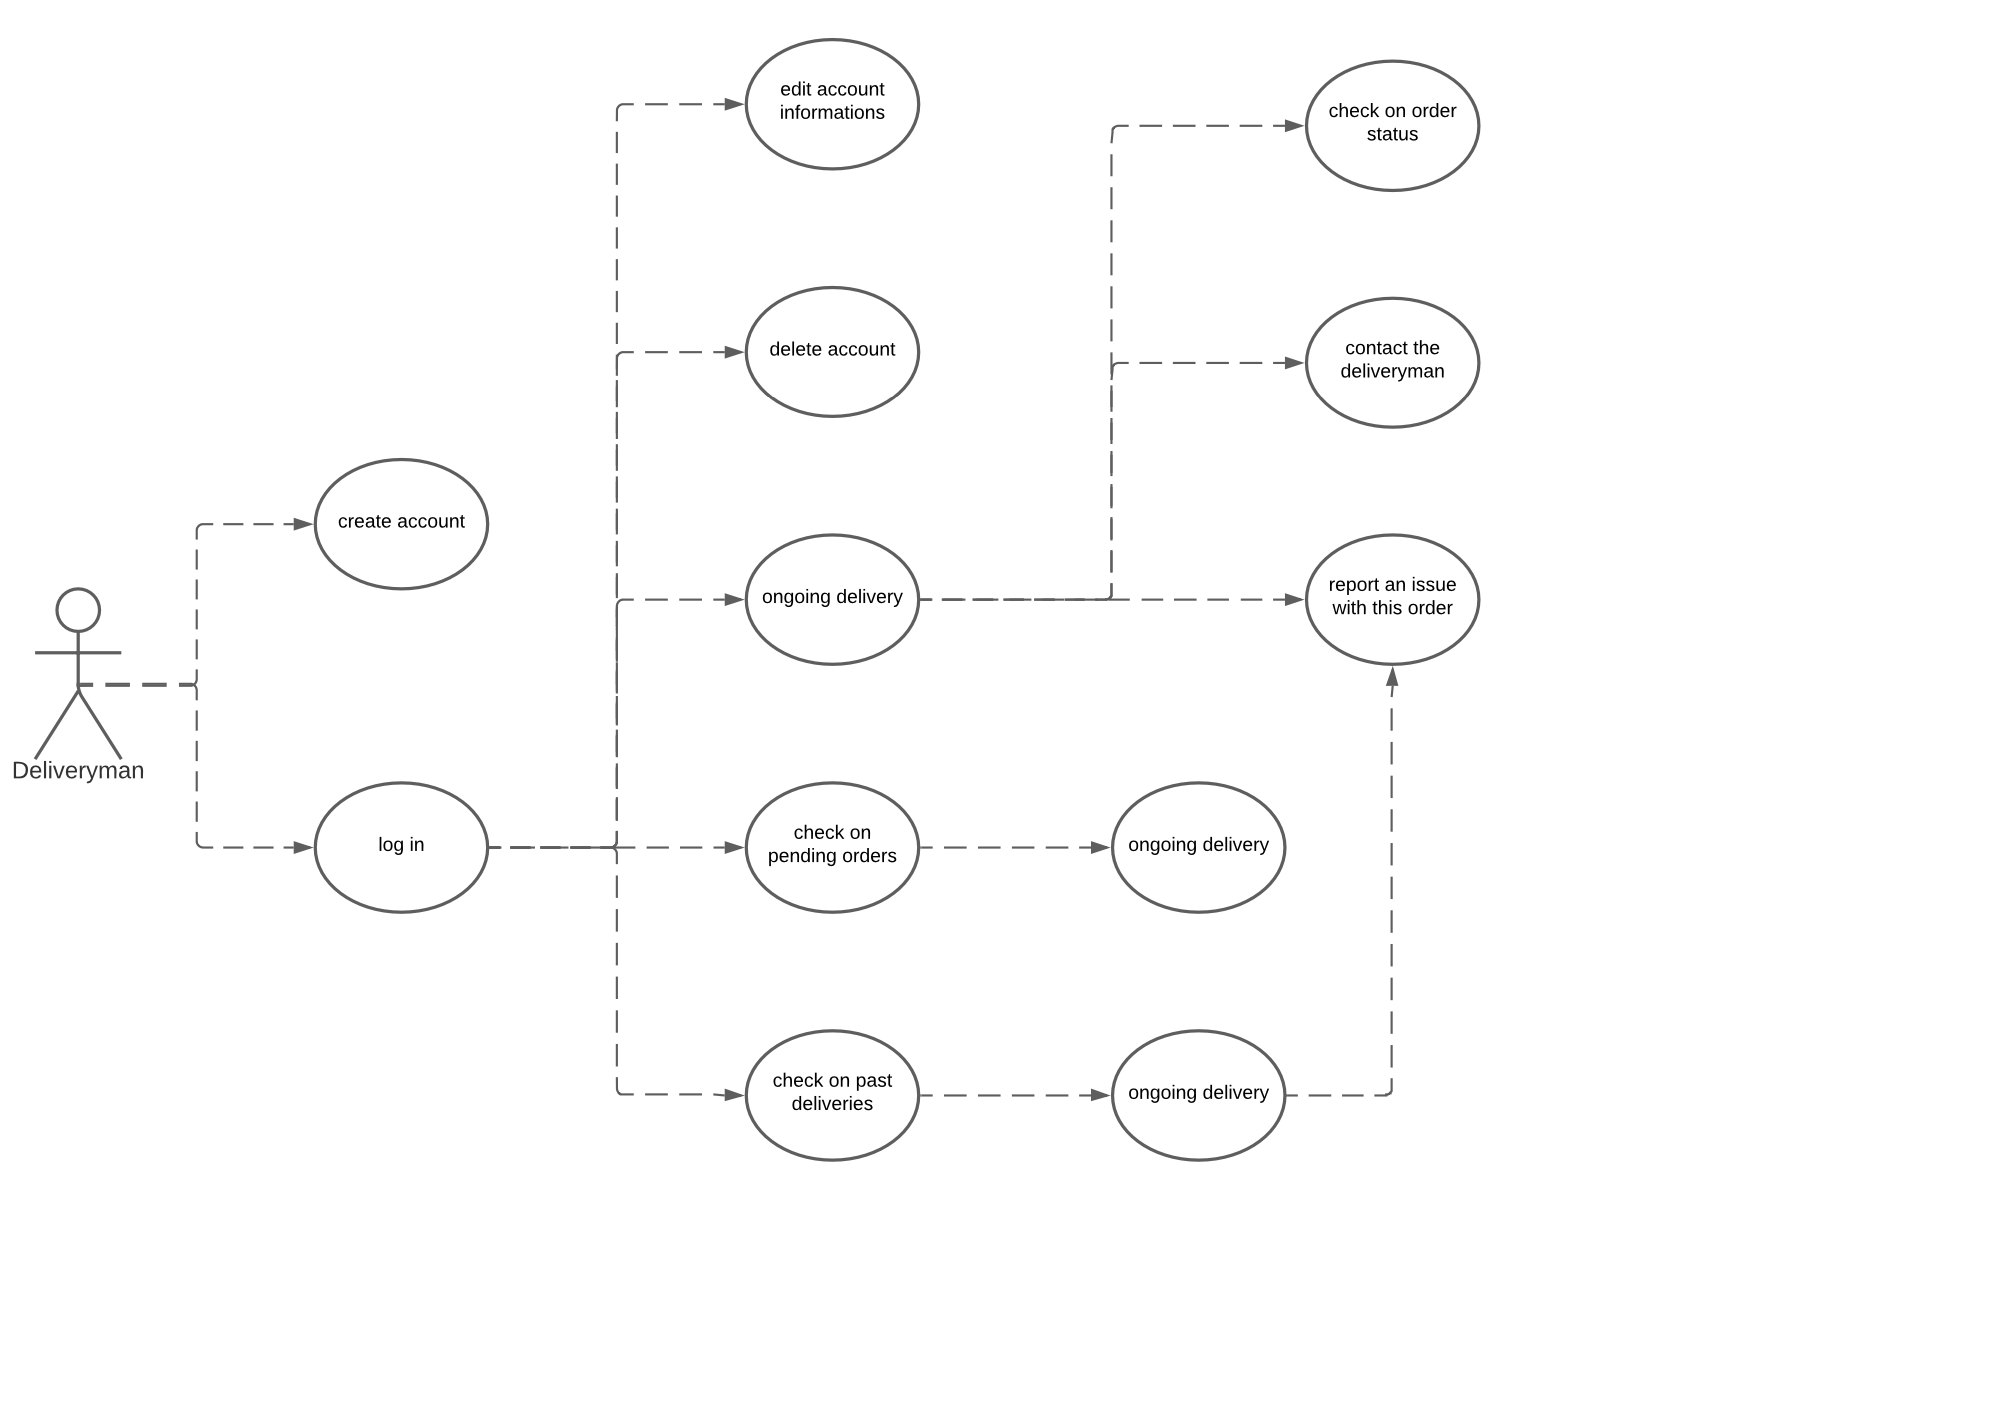 edit account
informations
check on order
status
delete account
contact the
deliveryman
create account
ongoing delivery
report an issue
with this order
Deliveryman
log in
check on
pending orders
ongoing delivery
check on past
deliveries
ongoing delivery